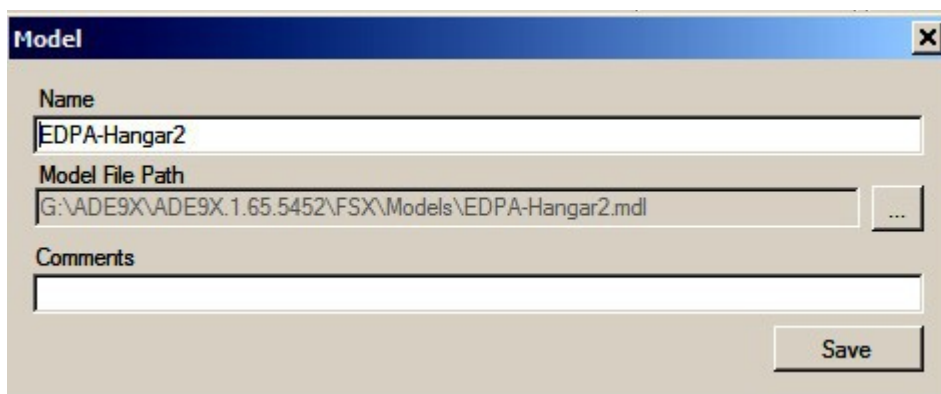 Model
Name
EDPA-Hangar2
Model File Path
G:\ADE9X\ADE9X.1.65.5452\FSX\Models\EDPA-Hangar2.mdl
...
Comments
Save